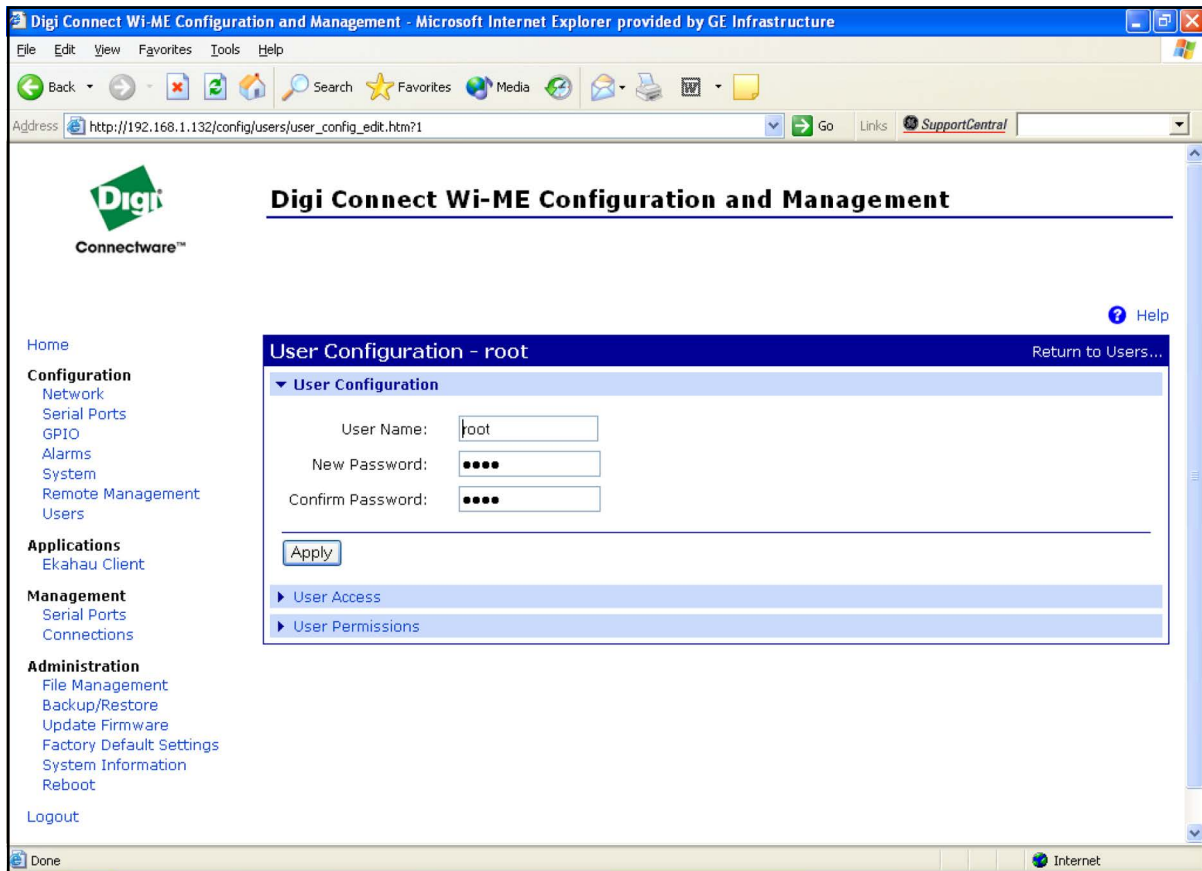 Digi Connect Wi-ME Configuration and Management - Microsoft Internet Explorer provided by GE Infrastructure
File Edit View Favorites Tools Help
Back Search Favorites Media W
Address http://192.168.1.132/config/users/user_config_edit.htm?1 Go Links SupportCentral
Digi
Connectware™
Digi Connect Wi-ME Configuration and Management
? Help
Home
Configuration
Network
Serial Ports
GPIO
Alarms
System
Remote Management
Users
Applications
Ekahau Client
Management
Serial Ports
Connections
Administration
File Management
Backup/Restore
Update Firmware
Factory Default Settings
System Information
Reboot
Logout
User Configuration - root Return to Users...
User Configuration
User Name: root
New Password: ●●●●
Confirm Password: ●●●●
Apply
User Access
User Permissions
Done Internet